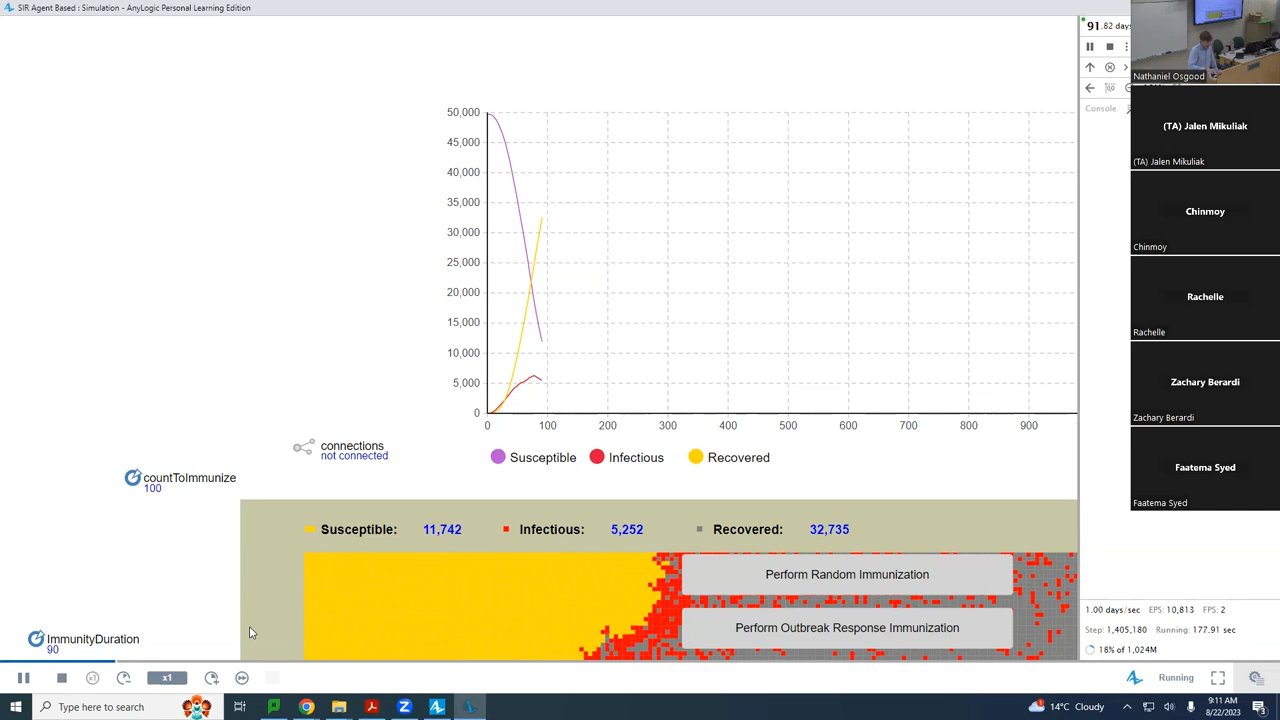 SIR Agent Based : Simulation - AnyLogic Personal Learning Edition
91.82 days
Console
50,000
45,000
40,000
35,000
30,000
25,000
20,000
15,000
10,000
5,000
0
0 100 200 300 400 500 600 700 800 900
connections
not connected
Susceptible Infectious Recovered
countToImmunize
100
Susceptible: 11,742 Infectious: 5,252 Recovered: 32,735
Perform Random Immunization
Perform Outbreak Response Immunization
ImmunityDuration
90
x1
1.00 days/sec EPS: 10,813 FPS: 2
Step: 1,405,180 Running: 177.91 sec
18% of 1,024M
Running
Nathaniel Osgood
(TA) Jalen Mikuliak
(TA) Jalen Mikuliak
Chinmoy
Chinmoy
Rachelle
Rachelle
Zachary Berardi
Zachary Berardi
Faatema Syed
Faatema Syed
Type here to search
14°C Cloudy
9:11 AM
8/22/2023
3